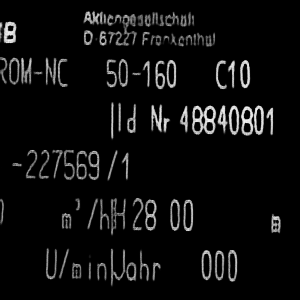 Aktiengesellschaft
D-67227 Frankenthal
ROM-NC 50-160 C10
Id Nr 48840801
-227569/1
m³/h H 28 00 m
U/min Jahr 000